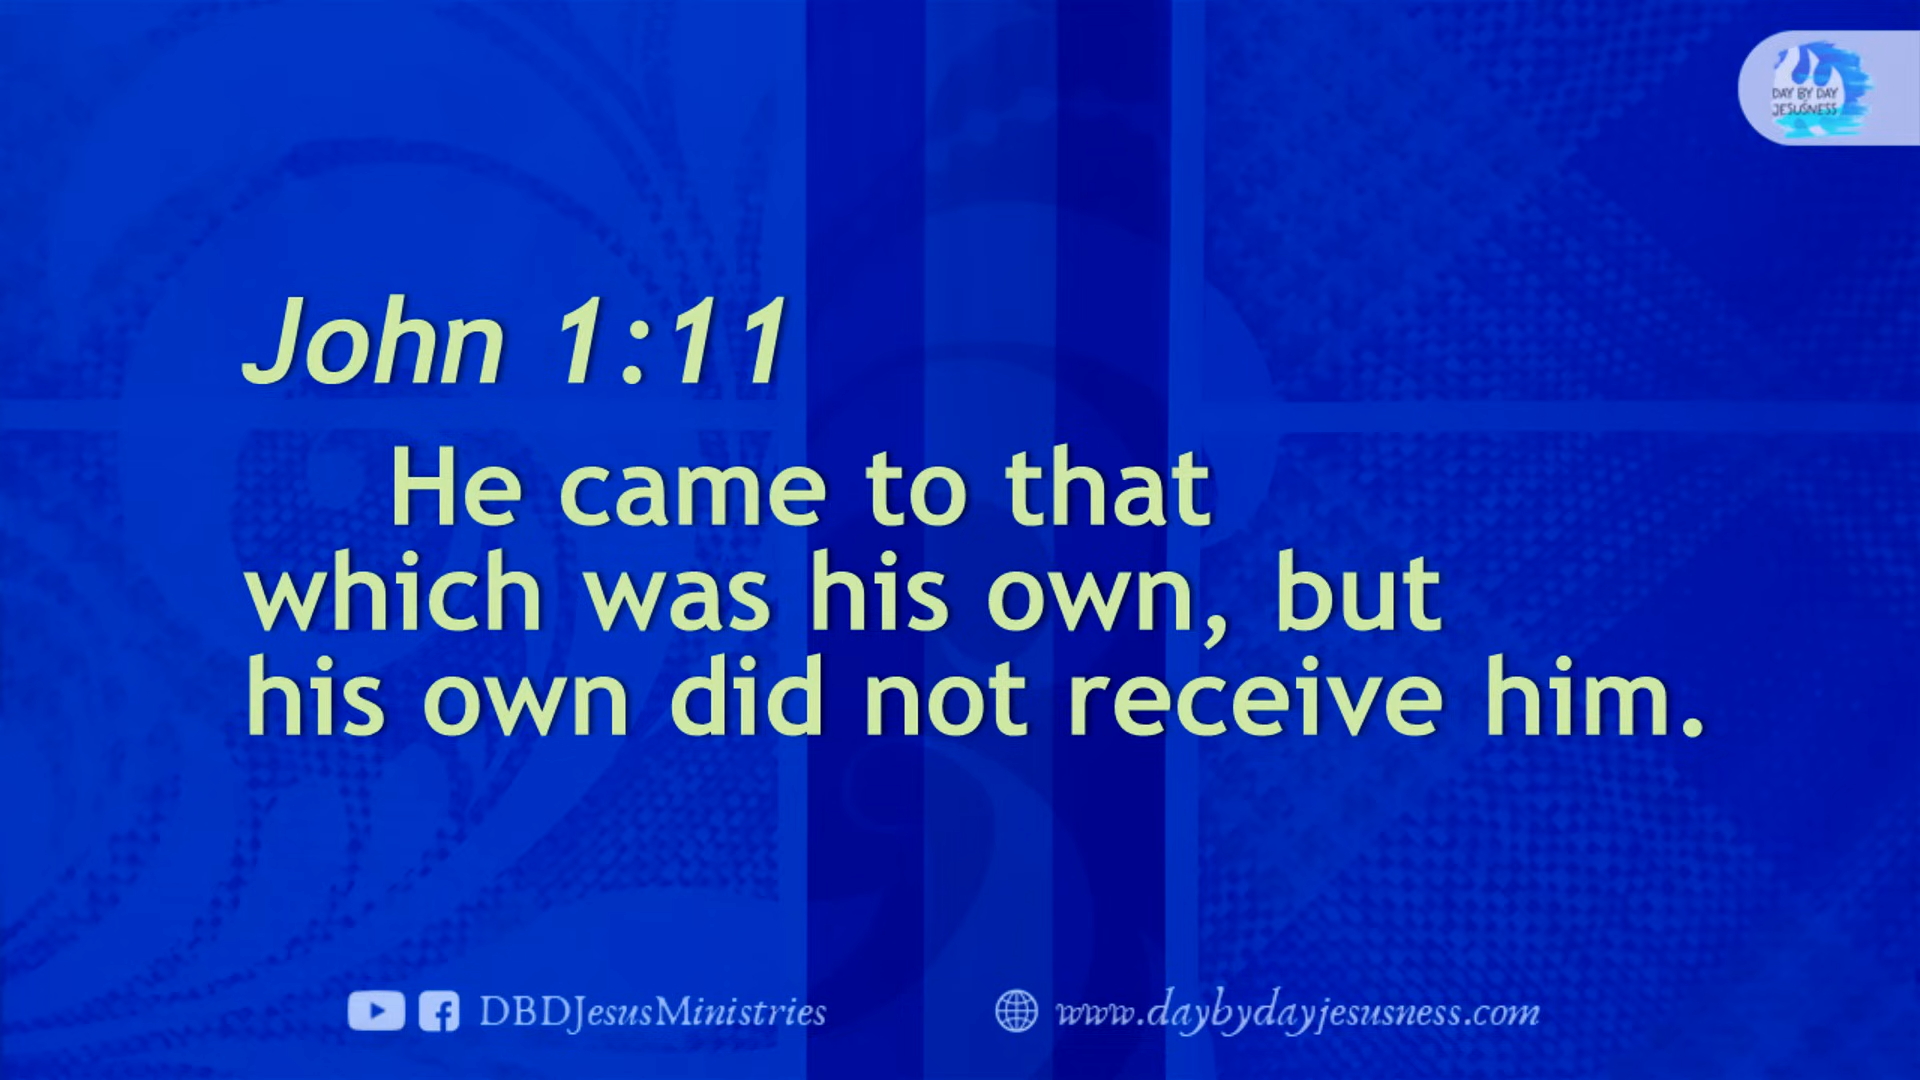 DAY BY DAY
JESUSNESS
John 1:11
He came to that
which was his own, but
his own did not receive him.
DBDJesusMinistries
www.daybydayjesusness.com